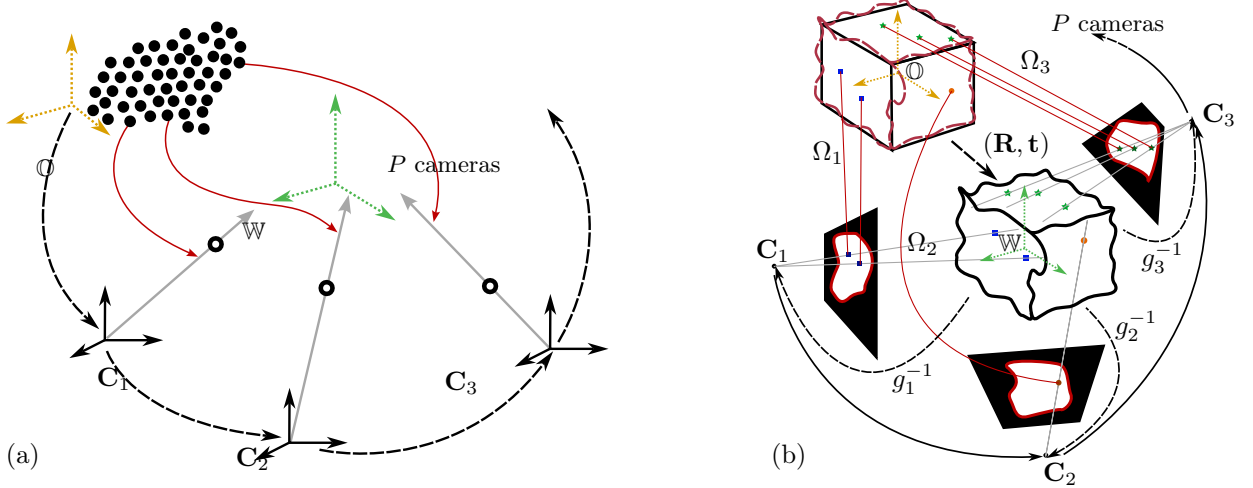 𝕆
P cameras
𝕎
C₁
C₂
C₃
(a)
P cameras
𝕆
Ω₃
C₃
(R, t)
Ω₁
C₁
Ω₂
𝕎
g₃⁻¹
g₂⁻¹
g₁⁻¹
C₂
(b)